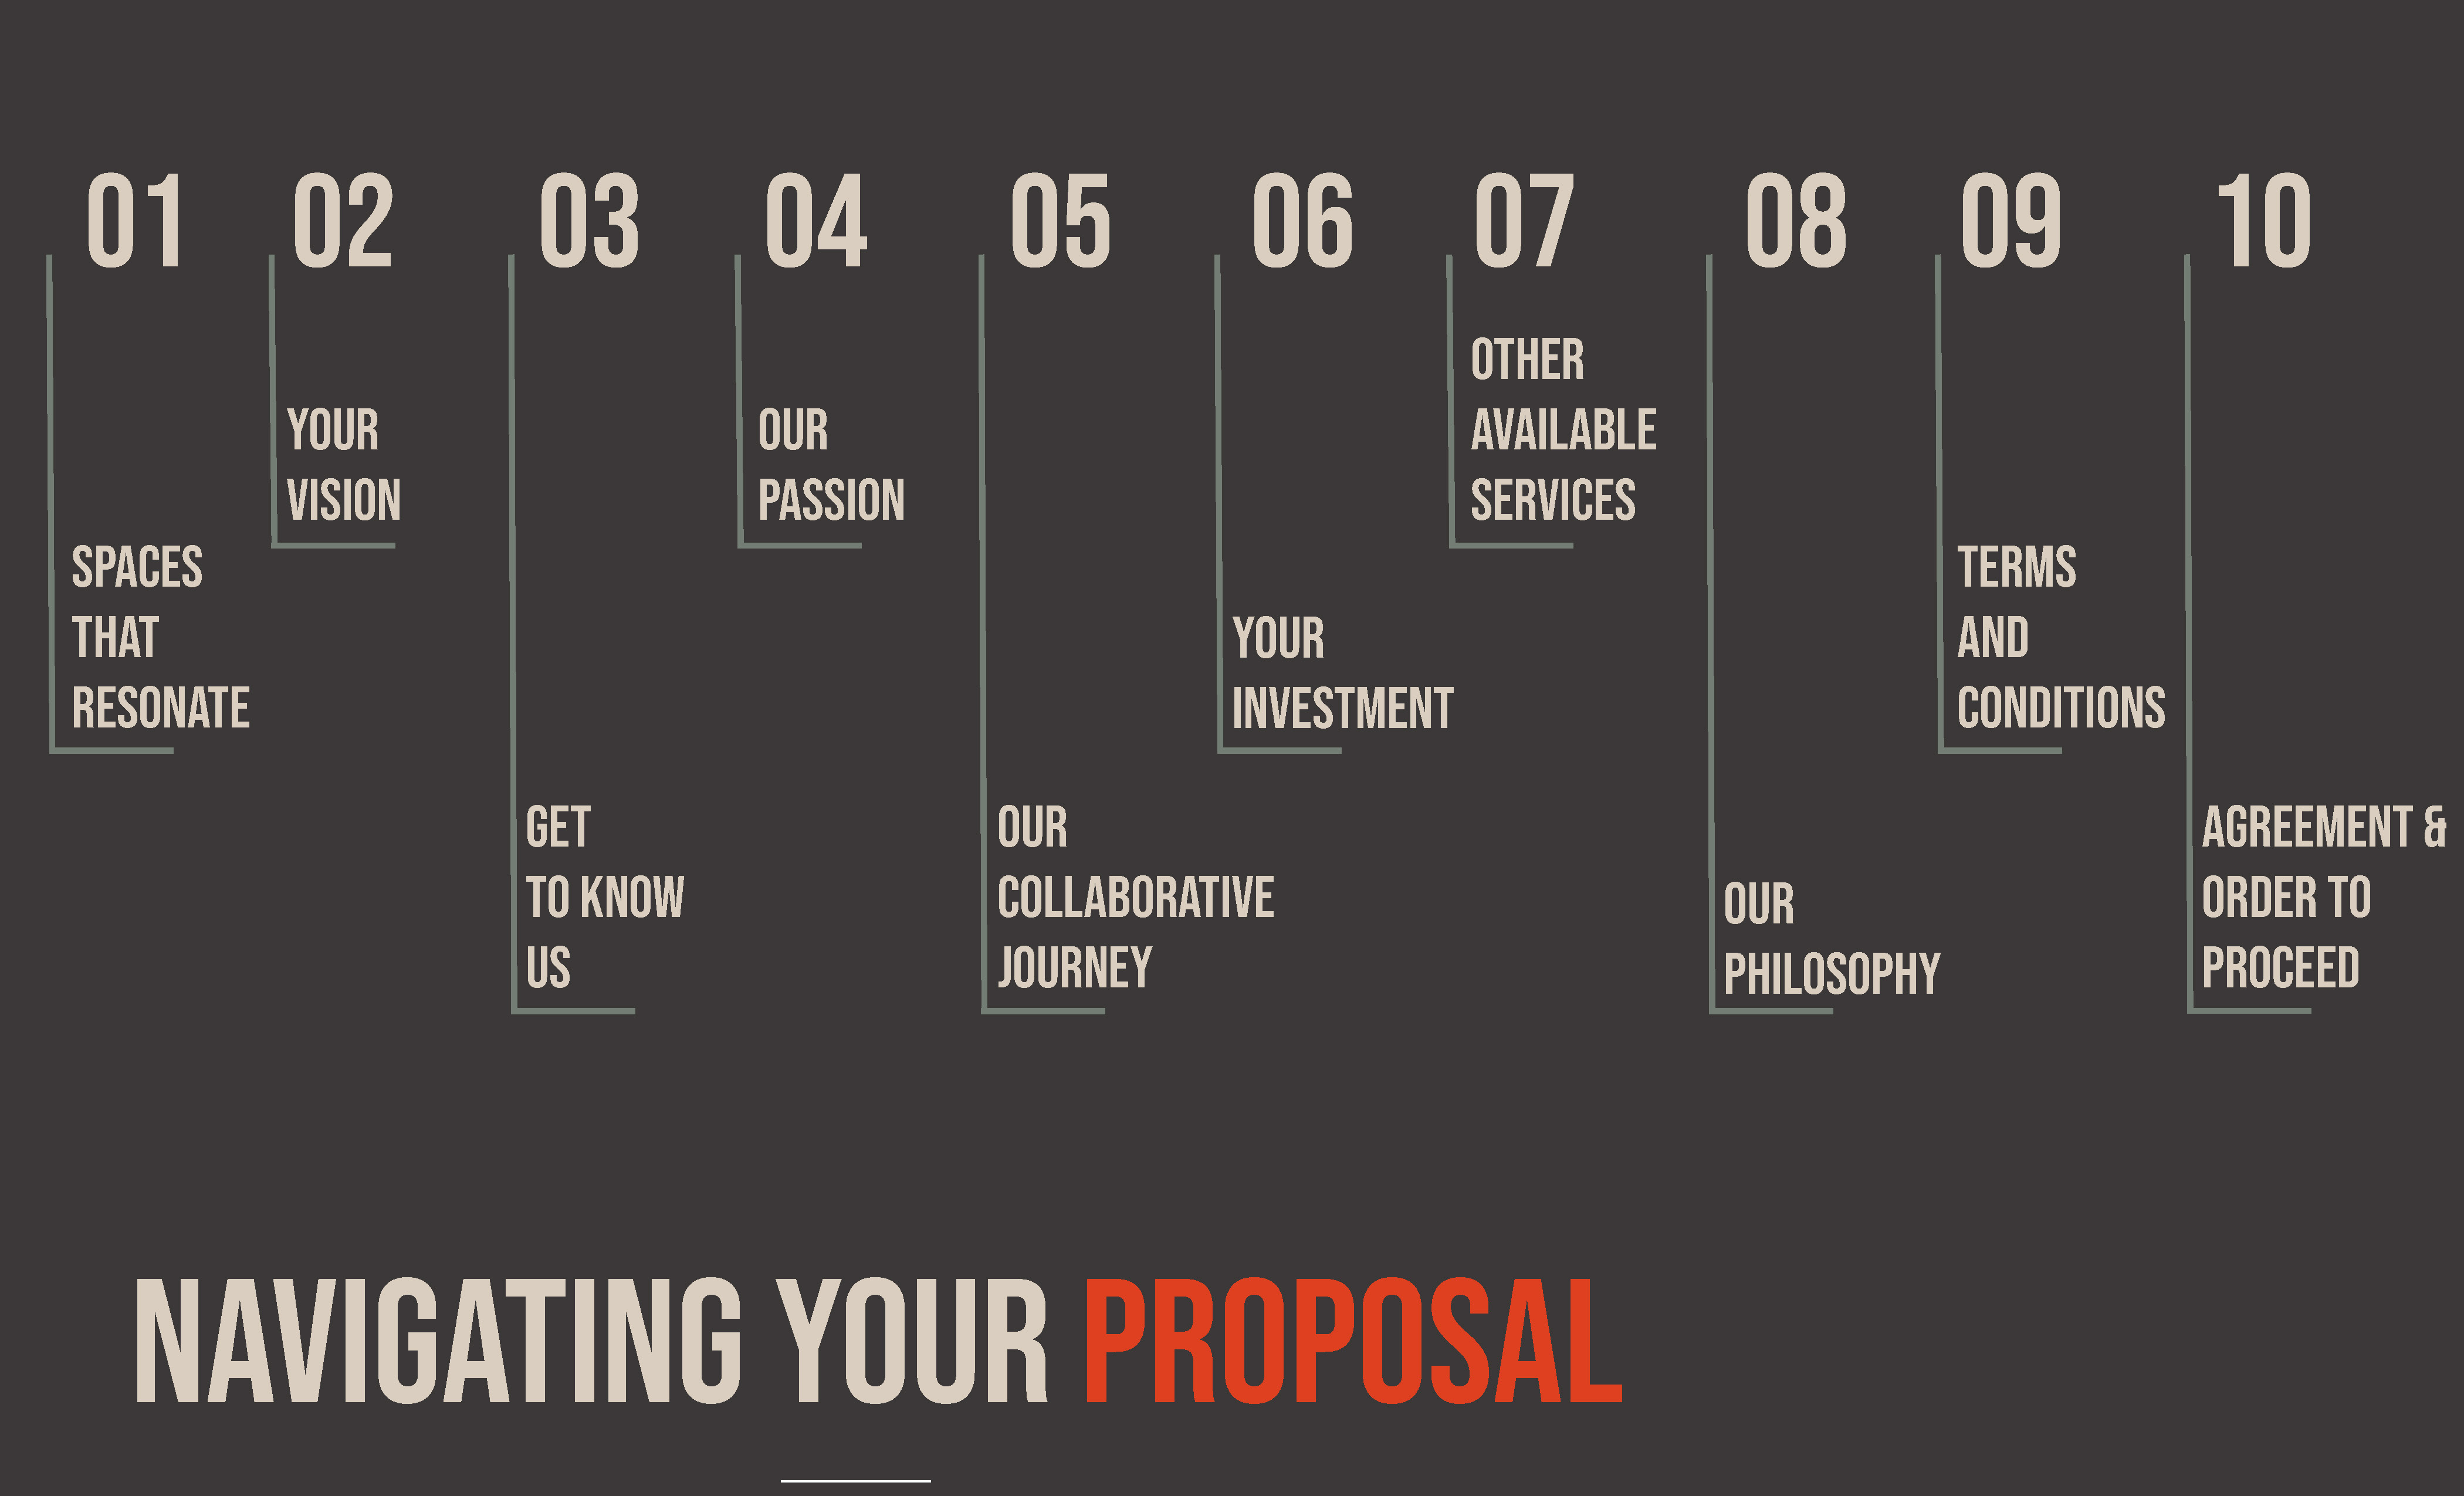 01
SPACES
THAT
RESONATE
02
YOUR
VISION
03
GET
TO KNOW
US
04
OUR
PASSION
05
OUR
COLLABORATIVE
JOURNEY
06
YOUR
INVESTMENT
07
OTHER
AVAILABLE
SERVICES
08
OUR
PHILOSOPHY
09
TERMS
AND
CONDITIONS
10
AGREEMENT &
ORDER TO
PROCEED
NAVIGATING YOUR PROPOSAL